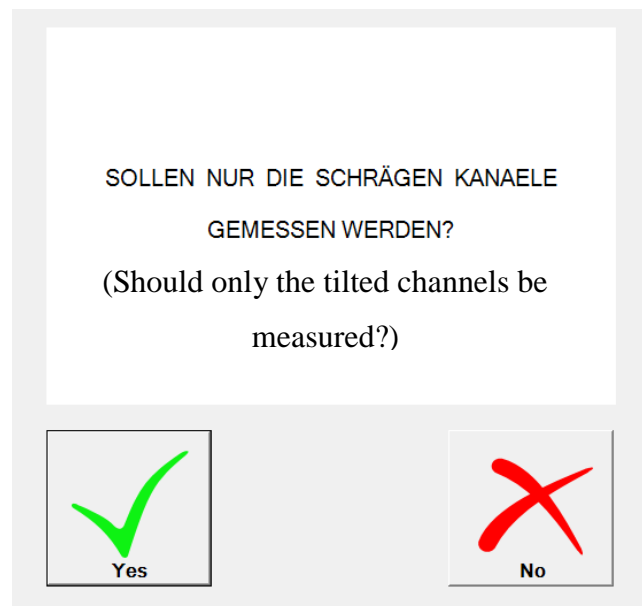 SOLLEN NUR DIE SCHRÄGEN KANAELE
GEMESSEN WERDEN?
(Should only the tilted channels be
measured?)
Yes
No